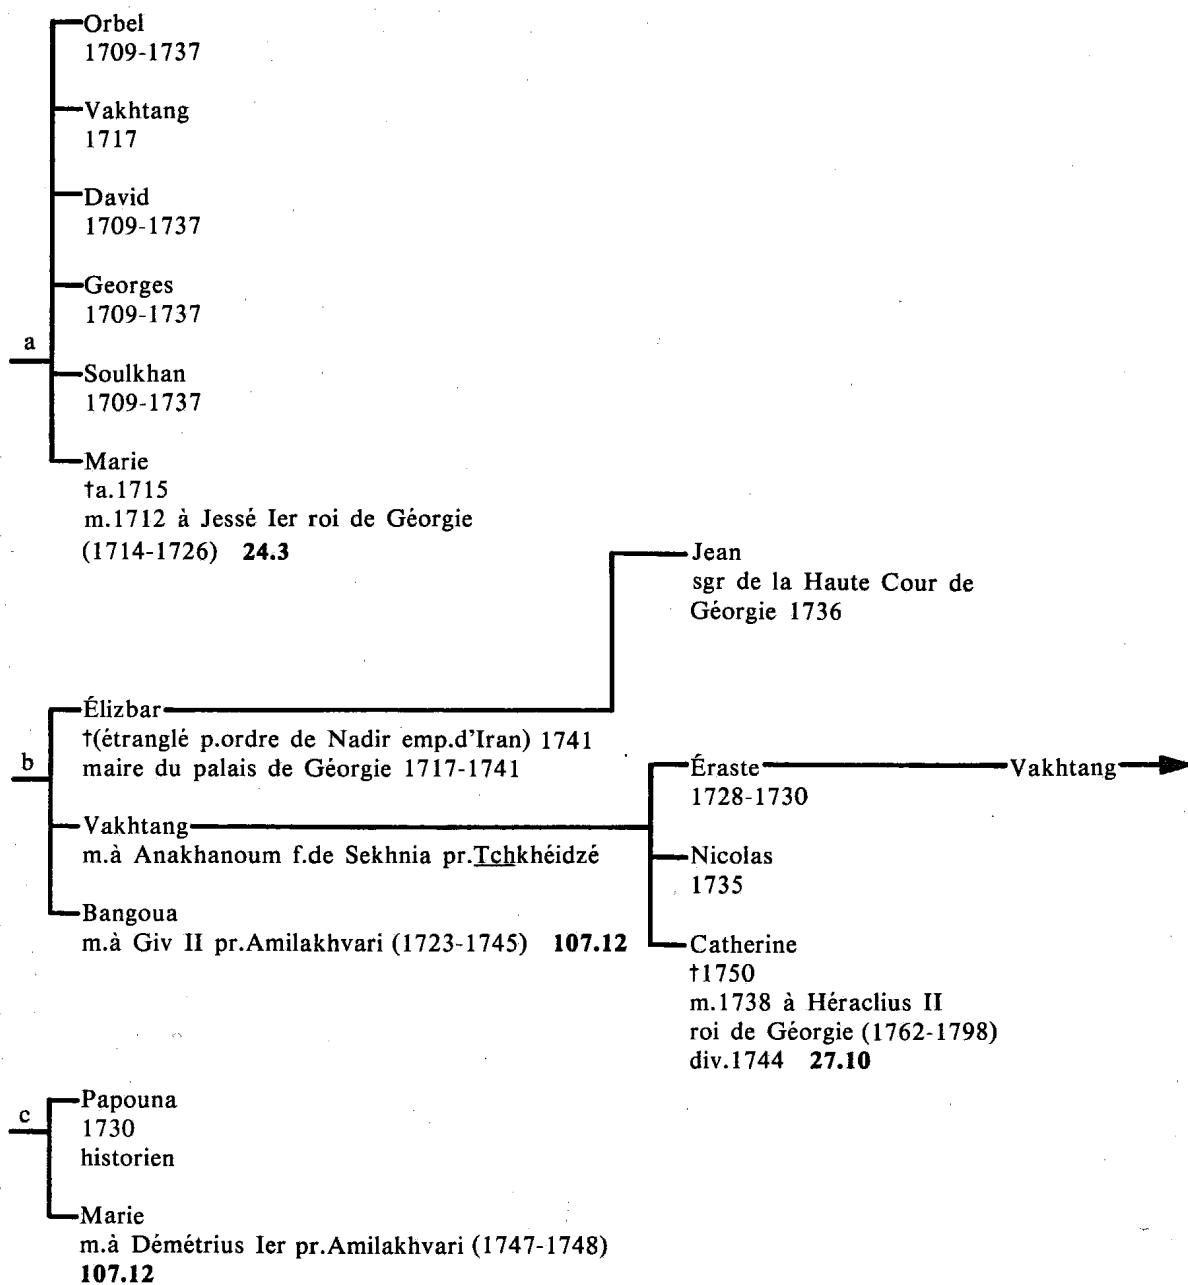 Orbel
1709-1737
Vakhtang
1717
David
1709-1737
Georges
1709-1737
a
Soulkhan
1709-1737
Marie
†a.1715
m.1712 à Jessé Ier roi de Géorgie
(1714-1726) 24.3
Jean
sgr de la Haute Cour de
Géorgie 1736
b
Élizbar
†(étranglé p.ordre de Nadir emp.d'Iran) 1741
maire du palais de Géorgie 1717-1741
Éraste
1728-1730
Vakhtang
Vakhtang
m.à Anakhanoum f.de Sekhnia pr.Tchkhéidzé
Nicolas
1735
Bangoua
m.à Giv II pr.Amilakhvari (1723-1745) 107.12
Catherine
†1750
m.1738 à Héraclius II
roi de Géorgie (1762-1798)
div.1744 27.10
c
Papouna
1730
historien
Marie
m.à Démétrius Ier pr.Amilakhvari (1747-1748)
107.12